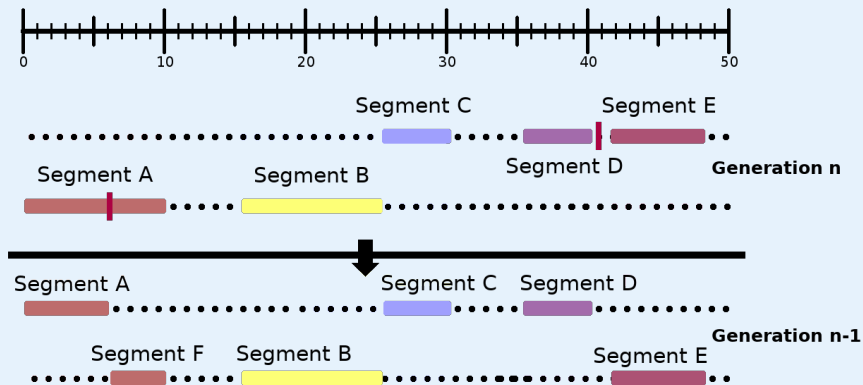 0 10 20 30 40 50
Segment C Segment E
Segment D
Generation n
Segment A Segment B
Segment A Segment C Segment D
Generation n-1
Segment F Segment B Segment E